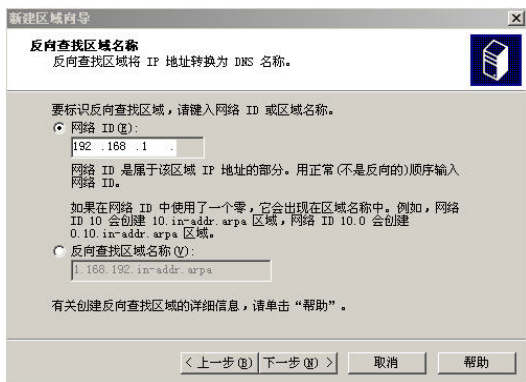 新建区域向导
反向查找区域名称
反向查找区域将 IP 地址转换为 DNS 名称。
要标识反向查找区域，请键入网络 ID 或区域名称。
网络 ID(E):
192 .168 .1 .
网络 ID 是属于该区域 IP 地址的部分。用正常(不是反向的)顺序输入
网络 ID。
如果在网络 ID 中使用了一个零，它会出现在区域名称中。例如，网络
ID 10 会创建 10.in-addr.arpa 区域，网络 ID 10.0 会创建
0.10.in-addr.arpa 区域。
反向查找区域名称(V):
1.168.192.in-addr.arpa
有关创建反向查找区域的详细信息，请单击“帮助”。
< 上一步(B) 下一步(N) > 取消 帮助